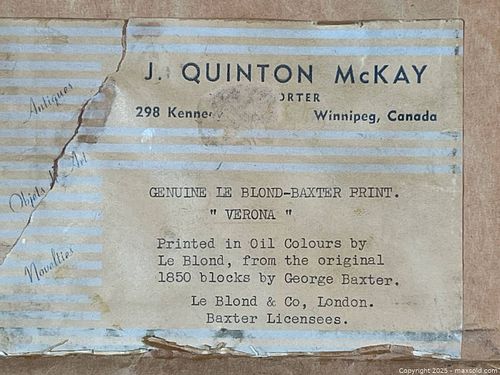 J. QUINTON McKAY
298
Winnipeg, Canada
Antiques
Objets Art
Novelties
GENUINE LE BLOND-BAXTER PRINT.
" VERONA "
Printed in Oil Colours by
Le Blond, from the original
1850 blocks by George Baxter.
Le Blond & Co, London.
Baxter Licensees.
Copyright 2025 - maxsold.com